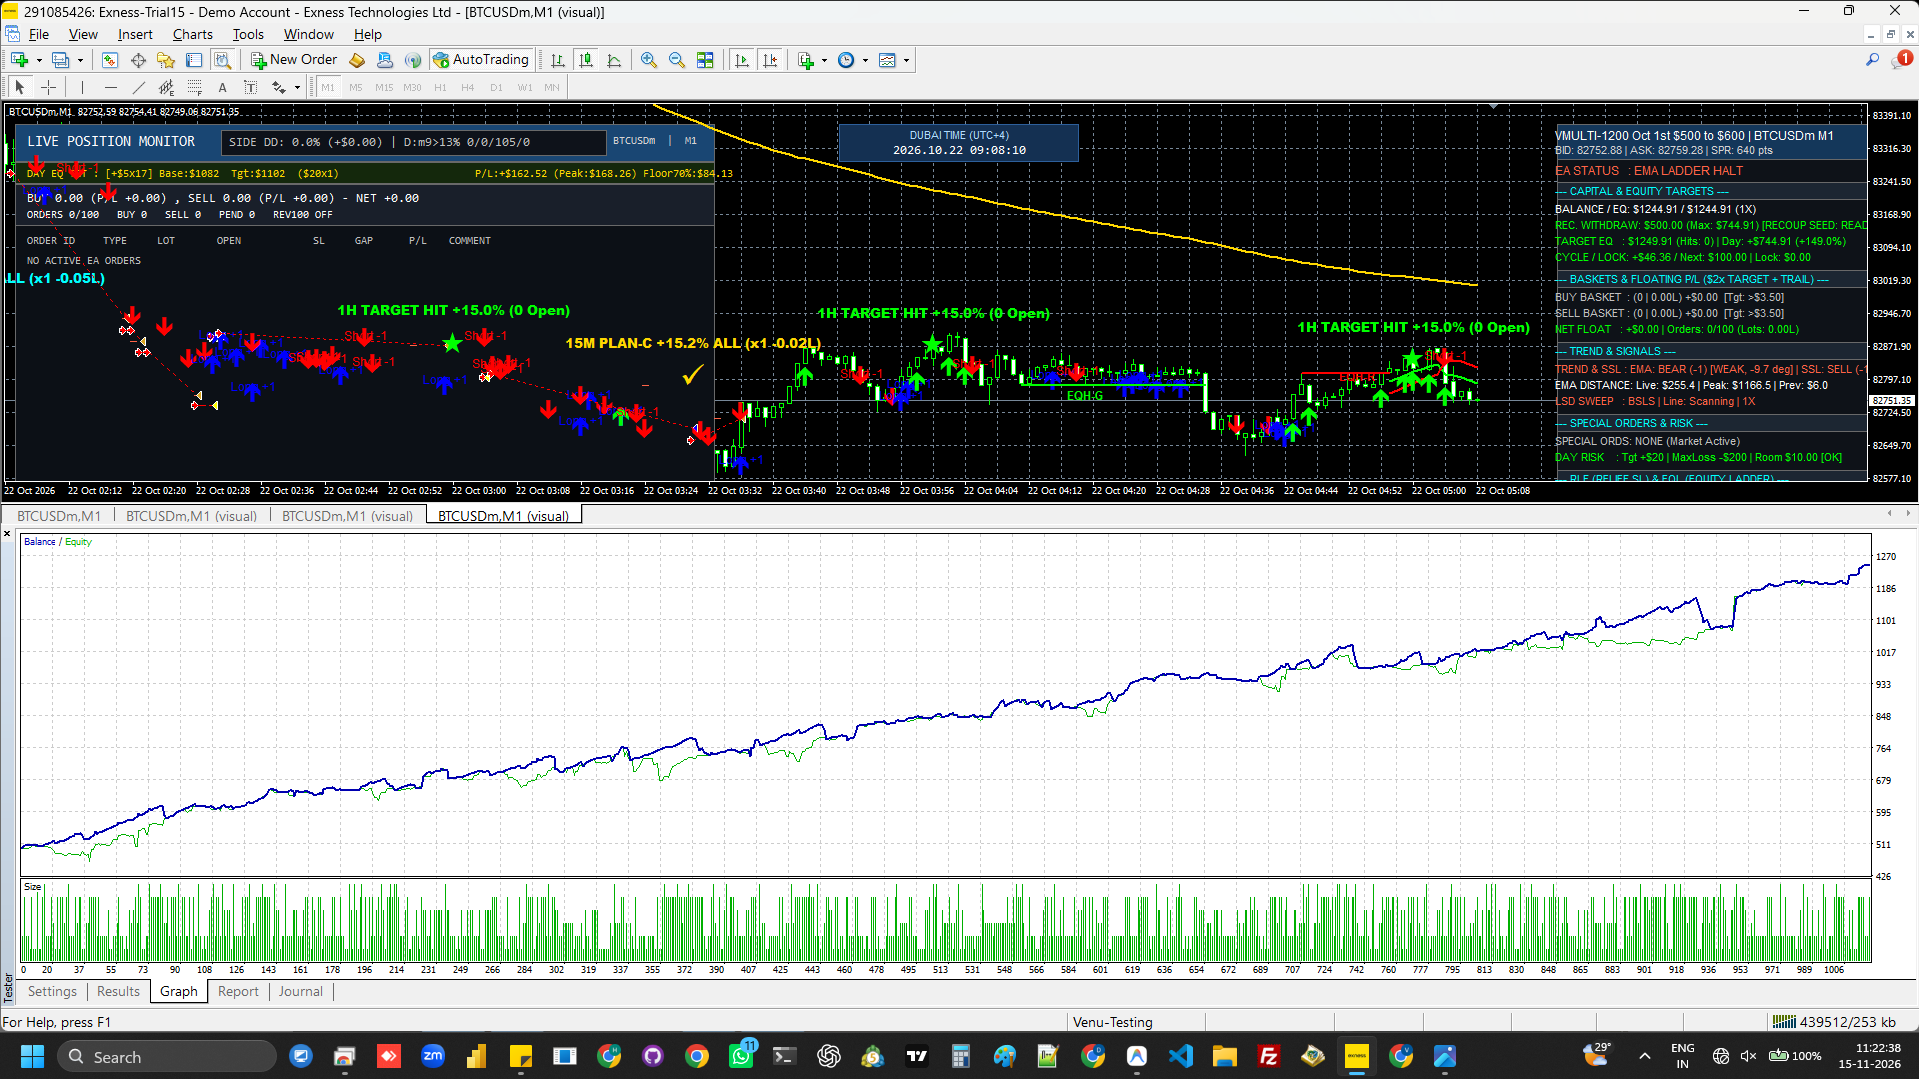 291085426: Exness-Trial15 - Demo Account - Exness Technologies Ltd - [BTCUSDm,M1 (visual)]
File View Insert Charts Tools Window Help
New Order AutoTrading
1
M1 M5 M15 M30 H1 H4 D1 W1 MN
BTCUSDm,M1 82752.59 82754.41 82749.06 82751.35
LIVE POSITION MONITOR
SIDE DD: 0.0% (+$0.00) | D:m9>13% 0/0/105/0
BTCUSDm | M1
DAY EQ : [+$5x17] Base:$1082 Tgt:$1102 ($20x1) P/L:+$162.52 (Peak:$168.26) Floor70%:$84.13
BUY 0.00 (P/L +0.00) , SELL 0.00 (P/L +0.00) - NET +0.00
ORDERS 0/100 BUY 0 SELL 0 PEND 0 REV100 OFF
ORDER ID TYPE LOT OPEN SL GAP P/L COMMENT
NO ACTIVE EA ORDERS
ALL (x1 -0.05L)
1H TARGET HIT +15.0% (0 Open)
15M PLAN-C +15.2% ALL (x1 -0.02L)
1H TARGET HIT +15.0% (0 Open)
EQH-G
1H TARGET HIT +15.0% (0 Open)
DUBAI TIME (UTC+4)
2026.10.22 09:08:10
VMULTI-1200 Oct 1st $500 to $600 | BTCUSDm M1
BID: 82752.88 | ASK: 82759.28 | SPR: 640 pts
EA STATUS : EMA LADDER HALT
--- CAPITAL & EQUITY TARGETS ---
BALANCE / EQ: $1244.91 / $1244.91 (1X)
REC. WITHDRAW: $500.00 (Max: $744.91) [RECOUP SEED: READ
TARGET EQ : $1249.91 (Hits: 0) | Day: +$744.91 (+149.0%)
CYCLE / LOCK: +$46.36 / Next: $100.00 | Lock: $0.00
--- BASKETS & FLOATING P/L ($2x TARGET + TRAIL) ---
BUY BASKET : (0 | 0.00L) +$0.00 [Tgt: >$3.50]
SELL BASKET : (0 | 0.00L) +$0.00 [Tgt: >$3.50]
NET FLOAT : +$0.00 | Orders: 0/100 (Lots: 0.00L)
--- TREND & SIGNALS ---
TREND & SSL : EMA: BEAR (-1) [WEAK, -9.7 deg] | SSL: SELL (-1
EMA DISTANCE: Live: $255.4 | Peak: $1166.5 | Prev: $6.0
LSD SWEEP : BSLS | Line: Scanning | 1X
--- SPECIAL ORDERS & RISK ---
SPECIAL ORDS: NONE (Market Active)
DAY RISK : Tgt +$20 | MaxLoss -$200 | Room $10.00 [OK]
--- RLF (RELIEF SL) & EQL (EQUITY LADDER) ---
83391.10
83316.30
83241.50
83168.90
83094.10
83019.30
82946.70
82871.90
82797.10
82751.35
82724.50
82649.70
82577.10
22 Oct 2026 22 Oct 02:12 22 Oct 02:20 22 Oct 02:28 22 Oct 02:36 22 Oct 02:44 22 Oct 02:52 22 Oct 03:00 22 Oct 03:08 22 Oct 03:16 22 Oct 03:24 22 Oct 03:32 22 Oct 03:40 22 Oct 03:48 22 Oct 03:56 22 Oct 04:04 22 Oct 04:12 22 Oct 04:20 22 Oct 04:28 22 Oct 04:36 22 Oct 04:44 22 Oct 04:52 22 Oct 05:00 22 Oct 05:08
BTCUSDm,M1 BTCUSDm,M1 (visual) BTCUSDm,M1 (visual) BTCUSDm,M1 (visual)
Balance / Equity
1270
1186
1101
1017
933
848
764
679
595
511
426
Size
0 20 37 55 73 90 108 126 143 161 178 196 214 231 249 266 284 302 319 337 355 372 390 407 425 443 460 478 495 513 531 548 566 584 601 619 636 654 672 689 707 724 742 760 777 795 813 830 848 865 883 901 918 936 953 971 989 1006
Tester
Settings Results Graph Report Journal
For Help, press F1
Venu-Testing
439512/253 kb
Search
11
29°
ENG
IN
100%
11:22:38
15-11-2026